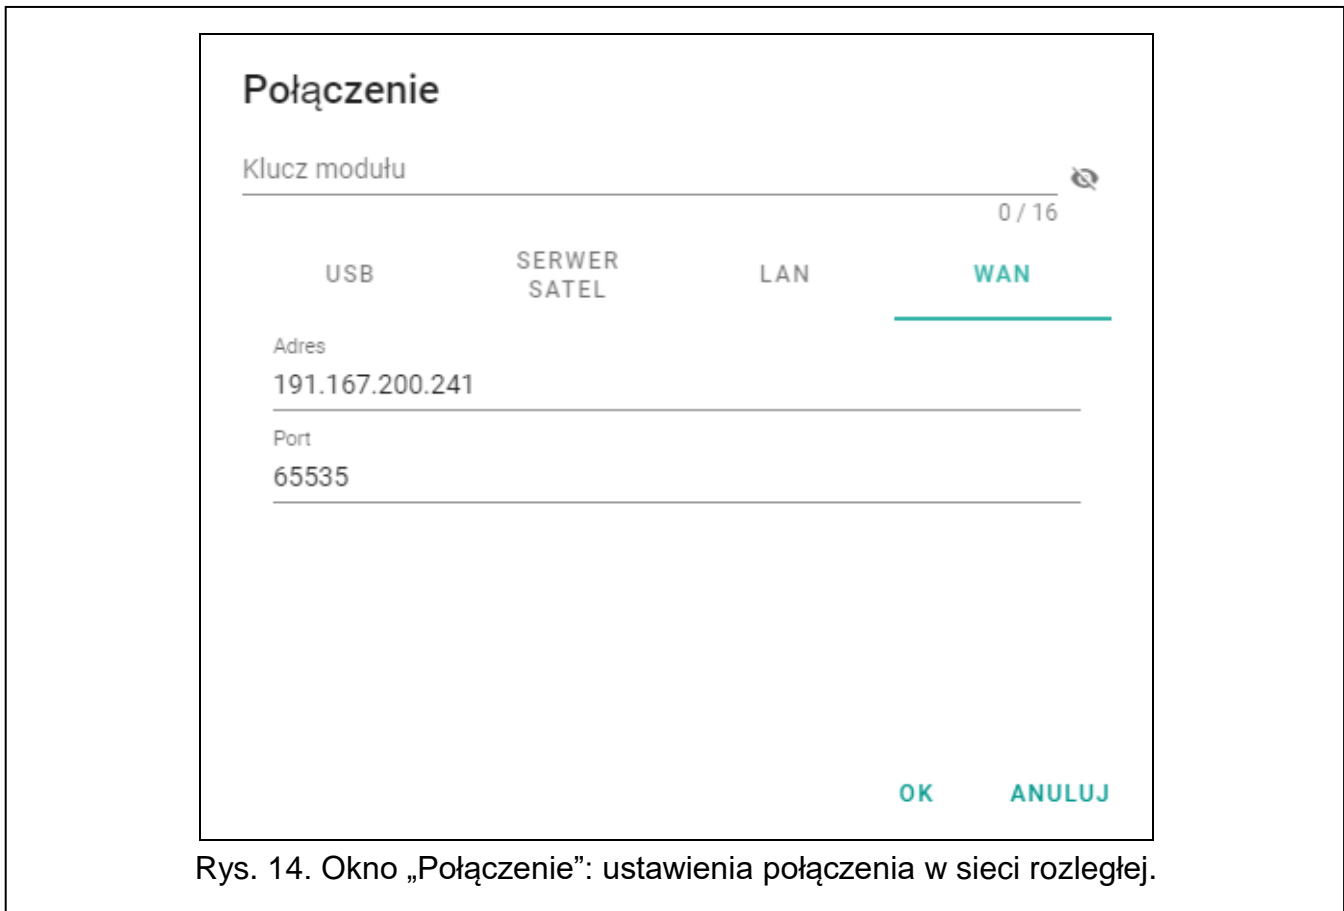 Połączenie
Klucz modułu
0 / 16
USB
SERWER
SATEL
LAN
WAN
Adres
191.167.200.241
Port
65535
OK ANULUJ
Rys. 14. Okno „Połączenie”: ustawienia połączenia w sieci rozległej.